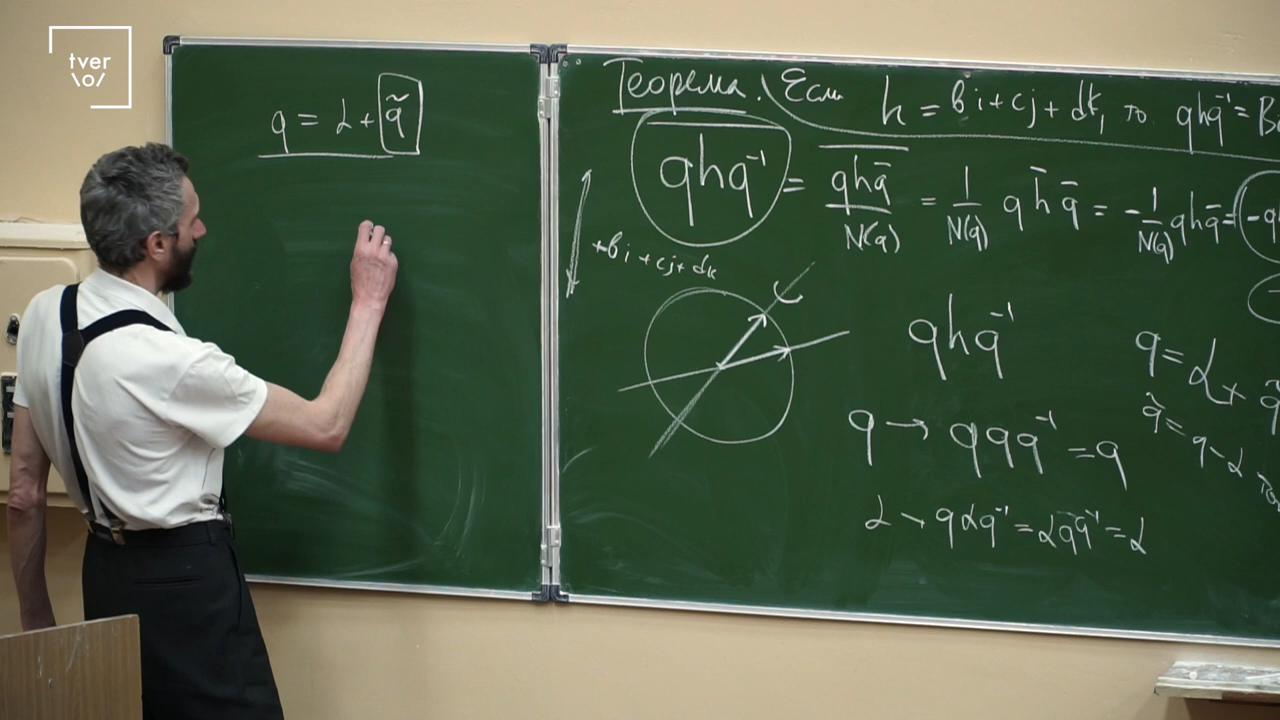 tver
\o/
q = α + q̃
Теорема. Если h = bi + cj + dk, то qhq⁻¹ = Bi
qhq⁻¹ = qhq̄ / N(q) = 1/N(q) q h̄ q̄ = - 1/N(q) qhq̄ = -q
+bi + cj + dk
qhq⁻¹
q = α + q̃
q̃ = q - α
q → qqq⁻¹ = q
α → qαq⁻¹ = αqq⁻¹ = α